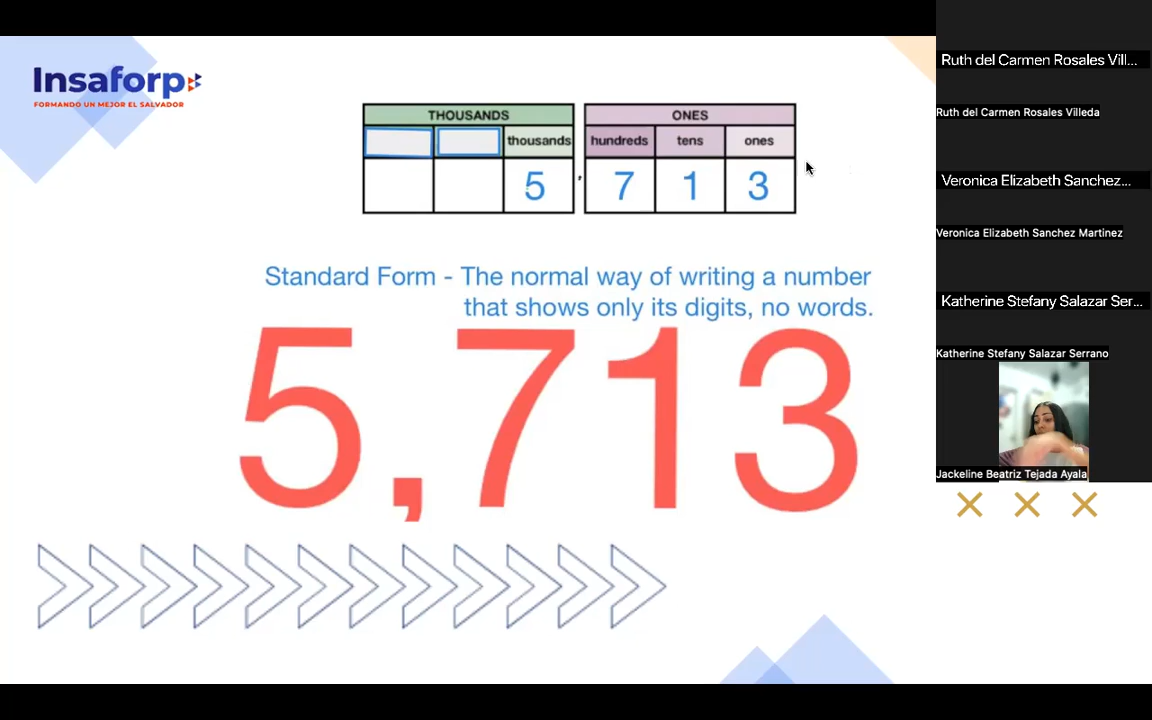 Insaforp
FORMANDO UN MEJOR EL SALVADOR
THOUSANDS
ONES
thousands
hundreds
tens
ones
5 , 7 1 3
Standard Form - The normal way of writing a number
that shows only its digits, no words.
5,713
Ruth del Carmen Rosales Vill...
Ruth del Carmen Rosales Villeda
Veronica Elizabeth Sanchez...
Veronica Elizabeth Sanchez Martinez
Katherine Stefany Salazar Ser...
Katherine Stefany Salazar Serrano
Jackeline Beatriz Tejada Ayala